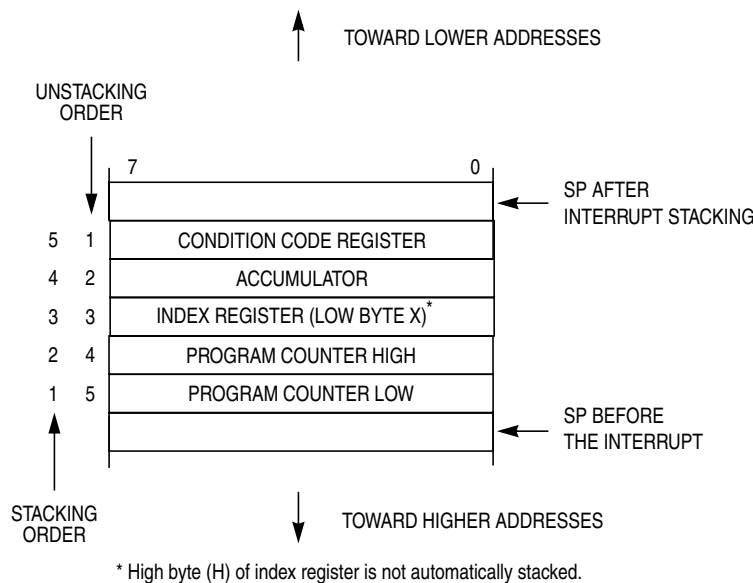 TOWARD LOWER ADDRESSES
UNSTACKING
ORDER
7 0
SP AFTER
INTERRUPT STACKING
5 1 CONDITION CODE REGISTER
4 2 ACCUMULATOR
3 3 INDEX REGISTER (LOW BYTE X)*
2 4 PROGRAM COUNTER HIGH
1 5 PROGRAM COUNTER LOW
SP BEFORE
THE INTERRUPT
STACKING
ORDER
TOWARD HIGHER ADDRESSES
* High byte (H) of index register is not automatically stacked.